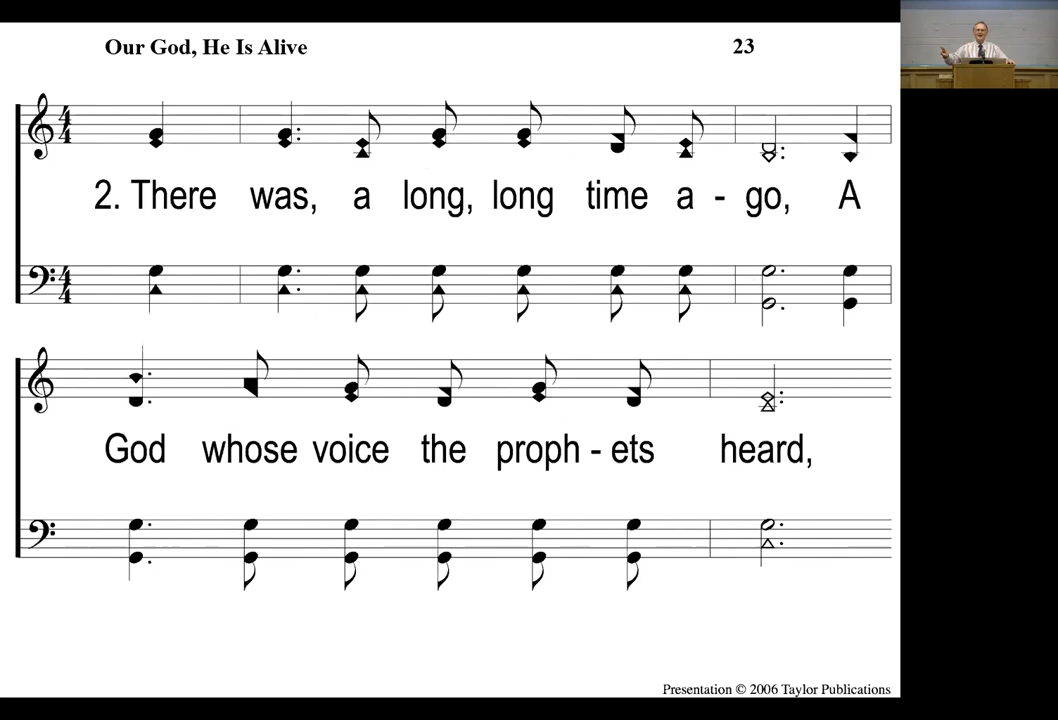 Our God, He Is Alive 23
2. There was, a long, long time a - go, A
God whose voice the proph - ets heard,
Presentation © 2006 Taylor Publications